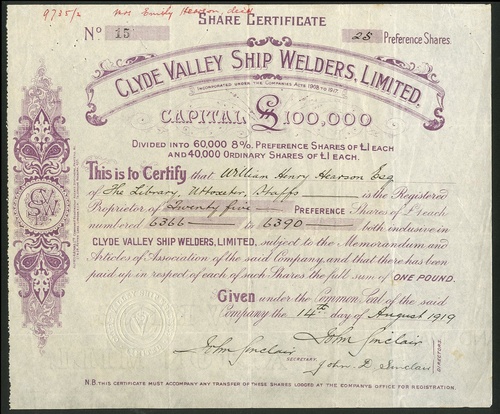 9735/2 Mrs Emily Hearson, decd
SHARE CERTIFICATE
No 15
25 Preference Shares.
CLYDE VALLEY SHIP WELDERS, LIMITED.
INCORPORATED UNDER THE COMPANIES ACTS 1908 TO 1917.
CAPITAL £100,000
DIVIDED INTO 60,000 8% PREFERENCE SHARES OF £1 EACH
AND 40,000 ORDINARY SHARES OF £1 EACH.
This is to Certify that William Henry Hearson Esq
of The Library, Uttoxeter, Staffs is the Registered
Proprietor of Twenty five PREFERENCE Shares of £1 each
numbered 6366 to 6390 both inclusive in
CLYDE VALLEY SHIP WELDERS, LIMITED, subject to the Memorandum and
Articles of Association of the said Company, and that there has been
paid up in respect of each of such Shares the full sum of ONE POUND.
Given under the Common Seal of the said
Company the 14th day of August 1919
John Sinclair
John Sinclair
SECRETARY.
John D Sinclair
DIRECTORS.
N.B. THIS CERTIFICATE MUST ACCOMPANY ANY TRANSFER OF THESE SHARES LODGED AT THE COMPANY'S OFFICE FOR REGISTRATION.
CV
SW